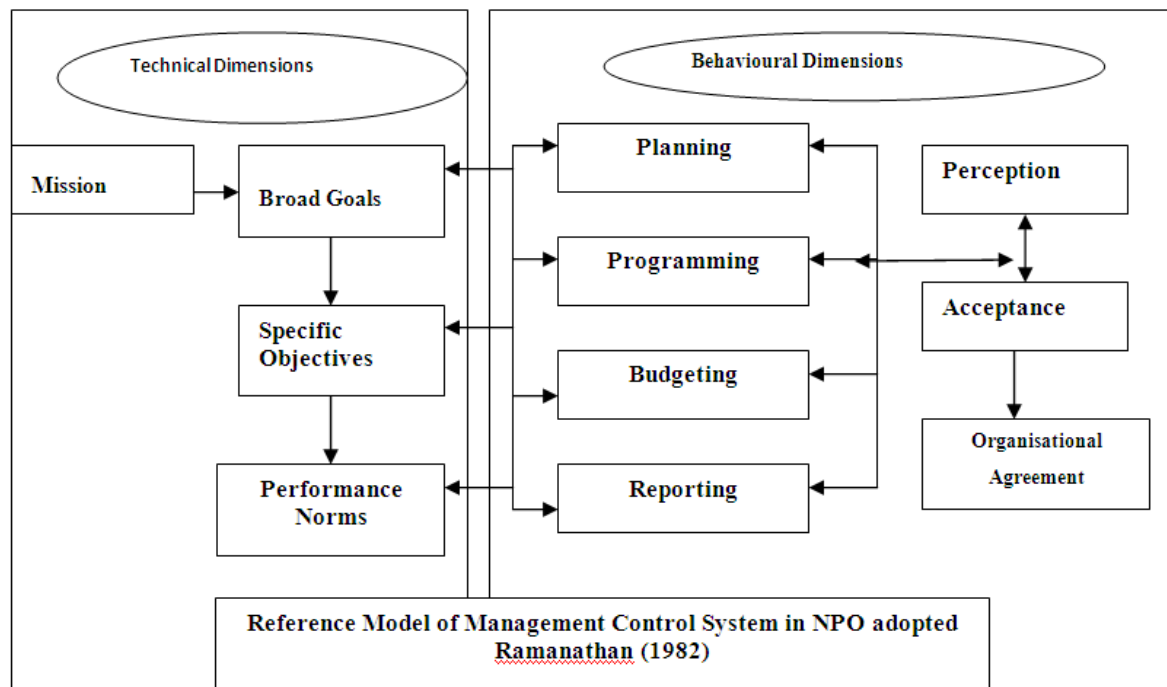 Technical Dimensions
Behavioural Dimensions
Mission
Broad Goals
Specific
Objectives
Performance
Norms
Planning
Programming
Budgeting
Reporting
Perception
Acceptance
Organisational
Agreement
Reference Model of Management Control System in NPO adopted
Ramanathan (1982)